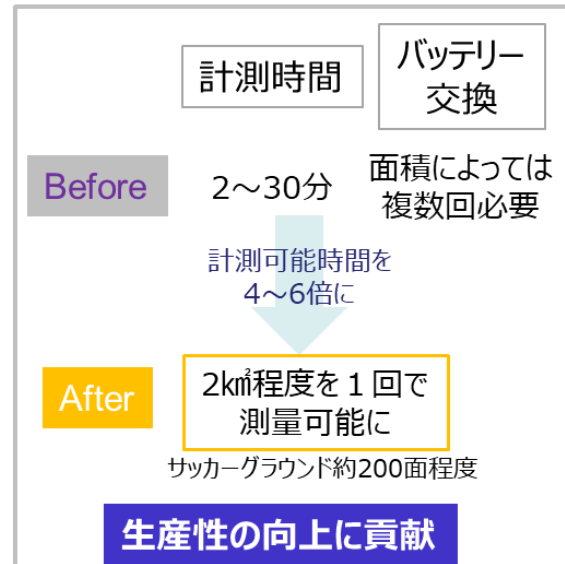 計測時間
バッテリー
交換
Before
2～30分
面積によっては
複数回必要
計測可能時間を
4～6倍に
After
2k㎡程度を１回で
測量可能に
サッカーグラウンド約200面程度
生産性の向上に貢献